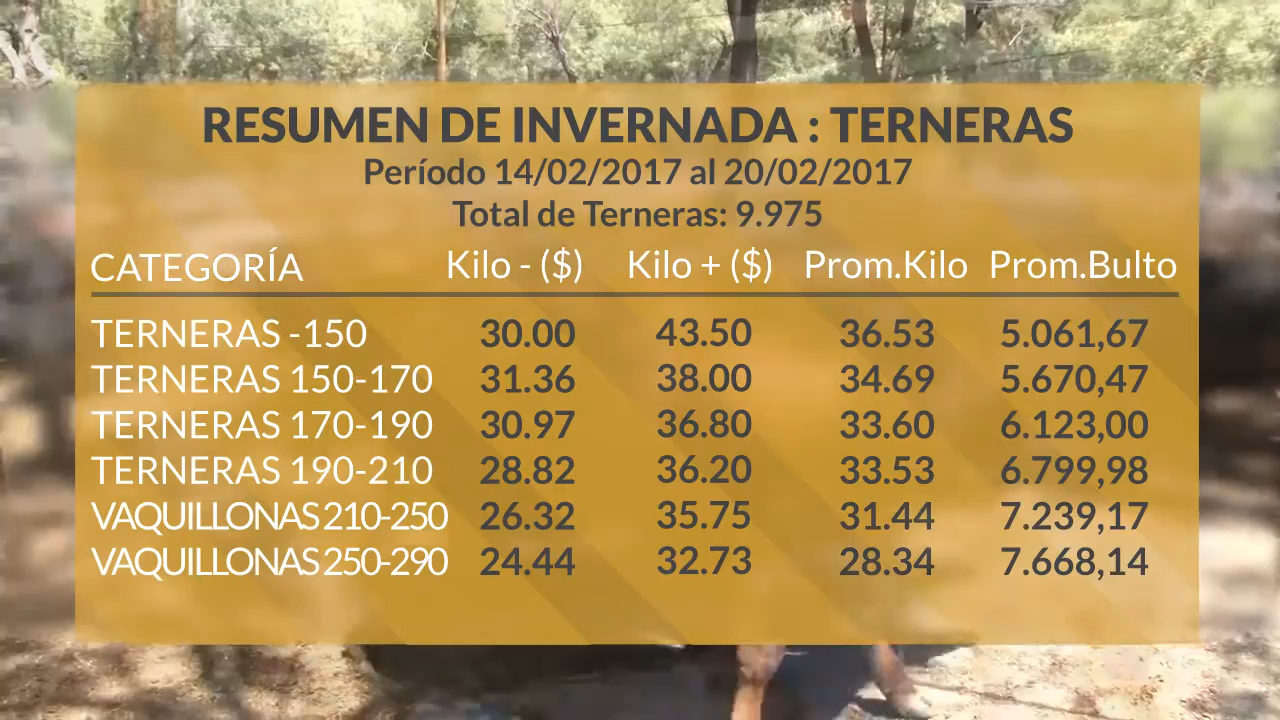 RESUMEN DE INVERNADA : TERNERAS
Período 14/02/2017 al 20/02/2017
Total de Terneras: 9.975
CATEGORÍA Kilo - ($) Kilo + ($) Prom.Kilo Prom.Bulto
TERNERAS -150 30.00 43.50 36.53 5.061,67
TERNERAS 150-170 31.36 38.00 34.69 5.670,47
TERNERAS 170-190 30.97 36.80 33.60 6.123,00
TERNERAS 190-210 28.82 36.20 33.53 6.799,98
VAQUILLONAS 210-250 26.32 35.75 31.44 7.239,17
VAQUILLONAS 250-290 24.44 32.73 28.34 7.668,14